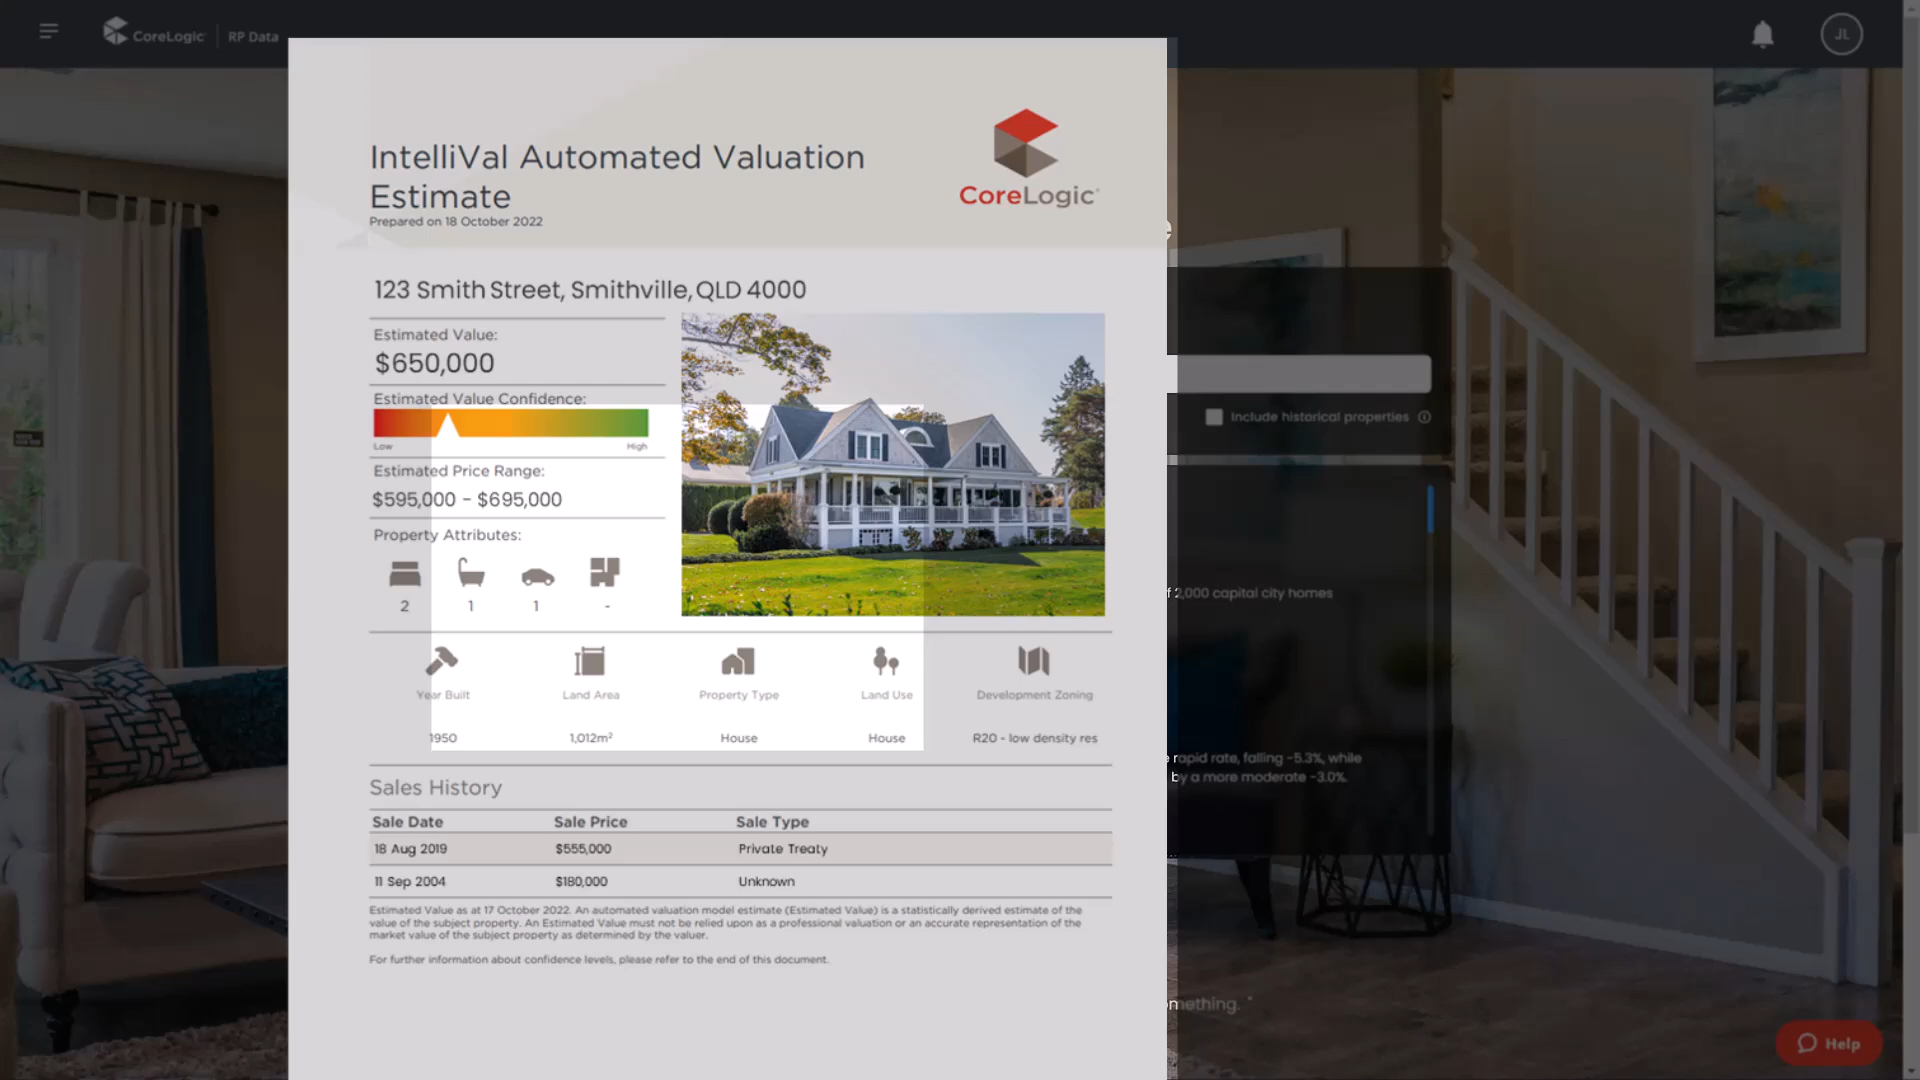 CoreLogic RP Data
JL
IntelliVal Automated Valuation
Estimate
Prepared on 18 October 2022
CoreLogic
123 Smith Street, Smithville, QLD 4000
Estimated Value:
$650,000
Estimated Value Confidence:
Low High
Estimated Price Range:
$595,000 - $695,000
Property Attributes:
2 1 1 -
Year Built Land Area Property Type Land Use Development Zoning
1950 1,012m² House House R20 - low density res
Sales History
Sale Date Sale Price Sale Type
18 Aug 2019 $555,000 Private Treaty
11 Sep 2004 $180,000 Unknown
Estimated Value as at 17 October 2022. An automated valuation model estimate (Estimated Value) is a statistically derived estimate of the
value of the subject property. An Estimated Value must not be relied upon as a professional valuation or an accurate representation of the
market value of the subject property as determined by the valuer.
For further information about confidence levels, please refer to the end of this document.
Include historical properties
2,000 capital city homes
rapid rate, falling -5.3%, while
by a more moderate -3.0%.
Help